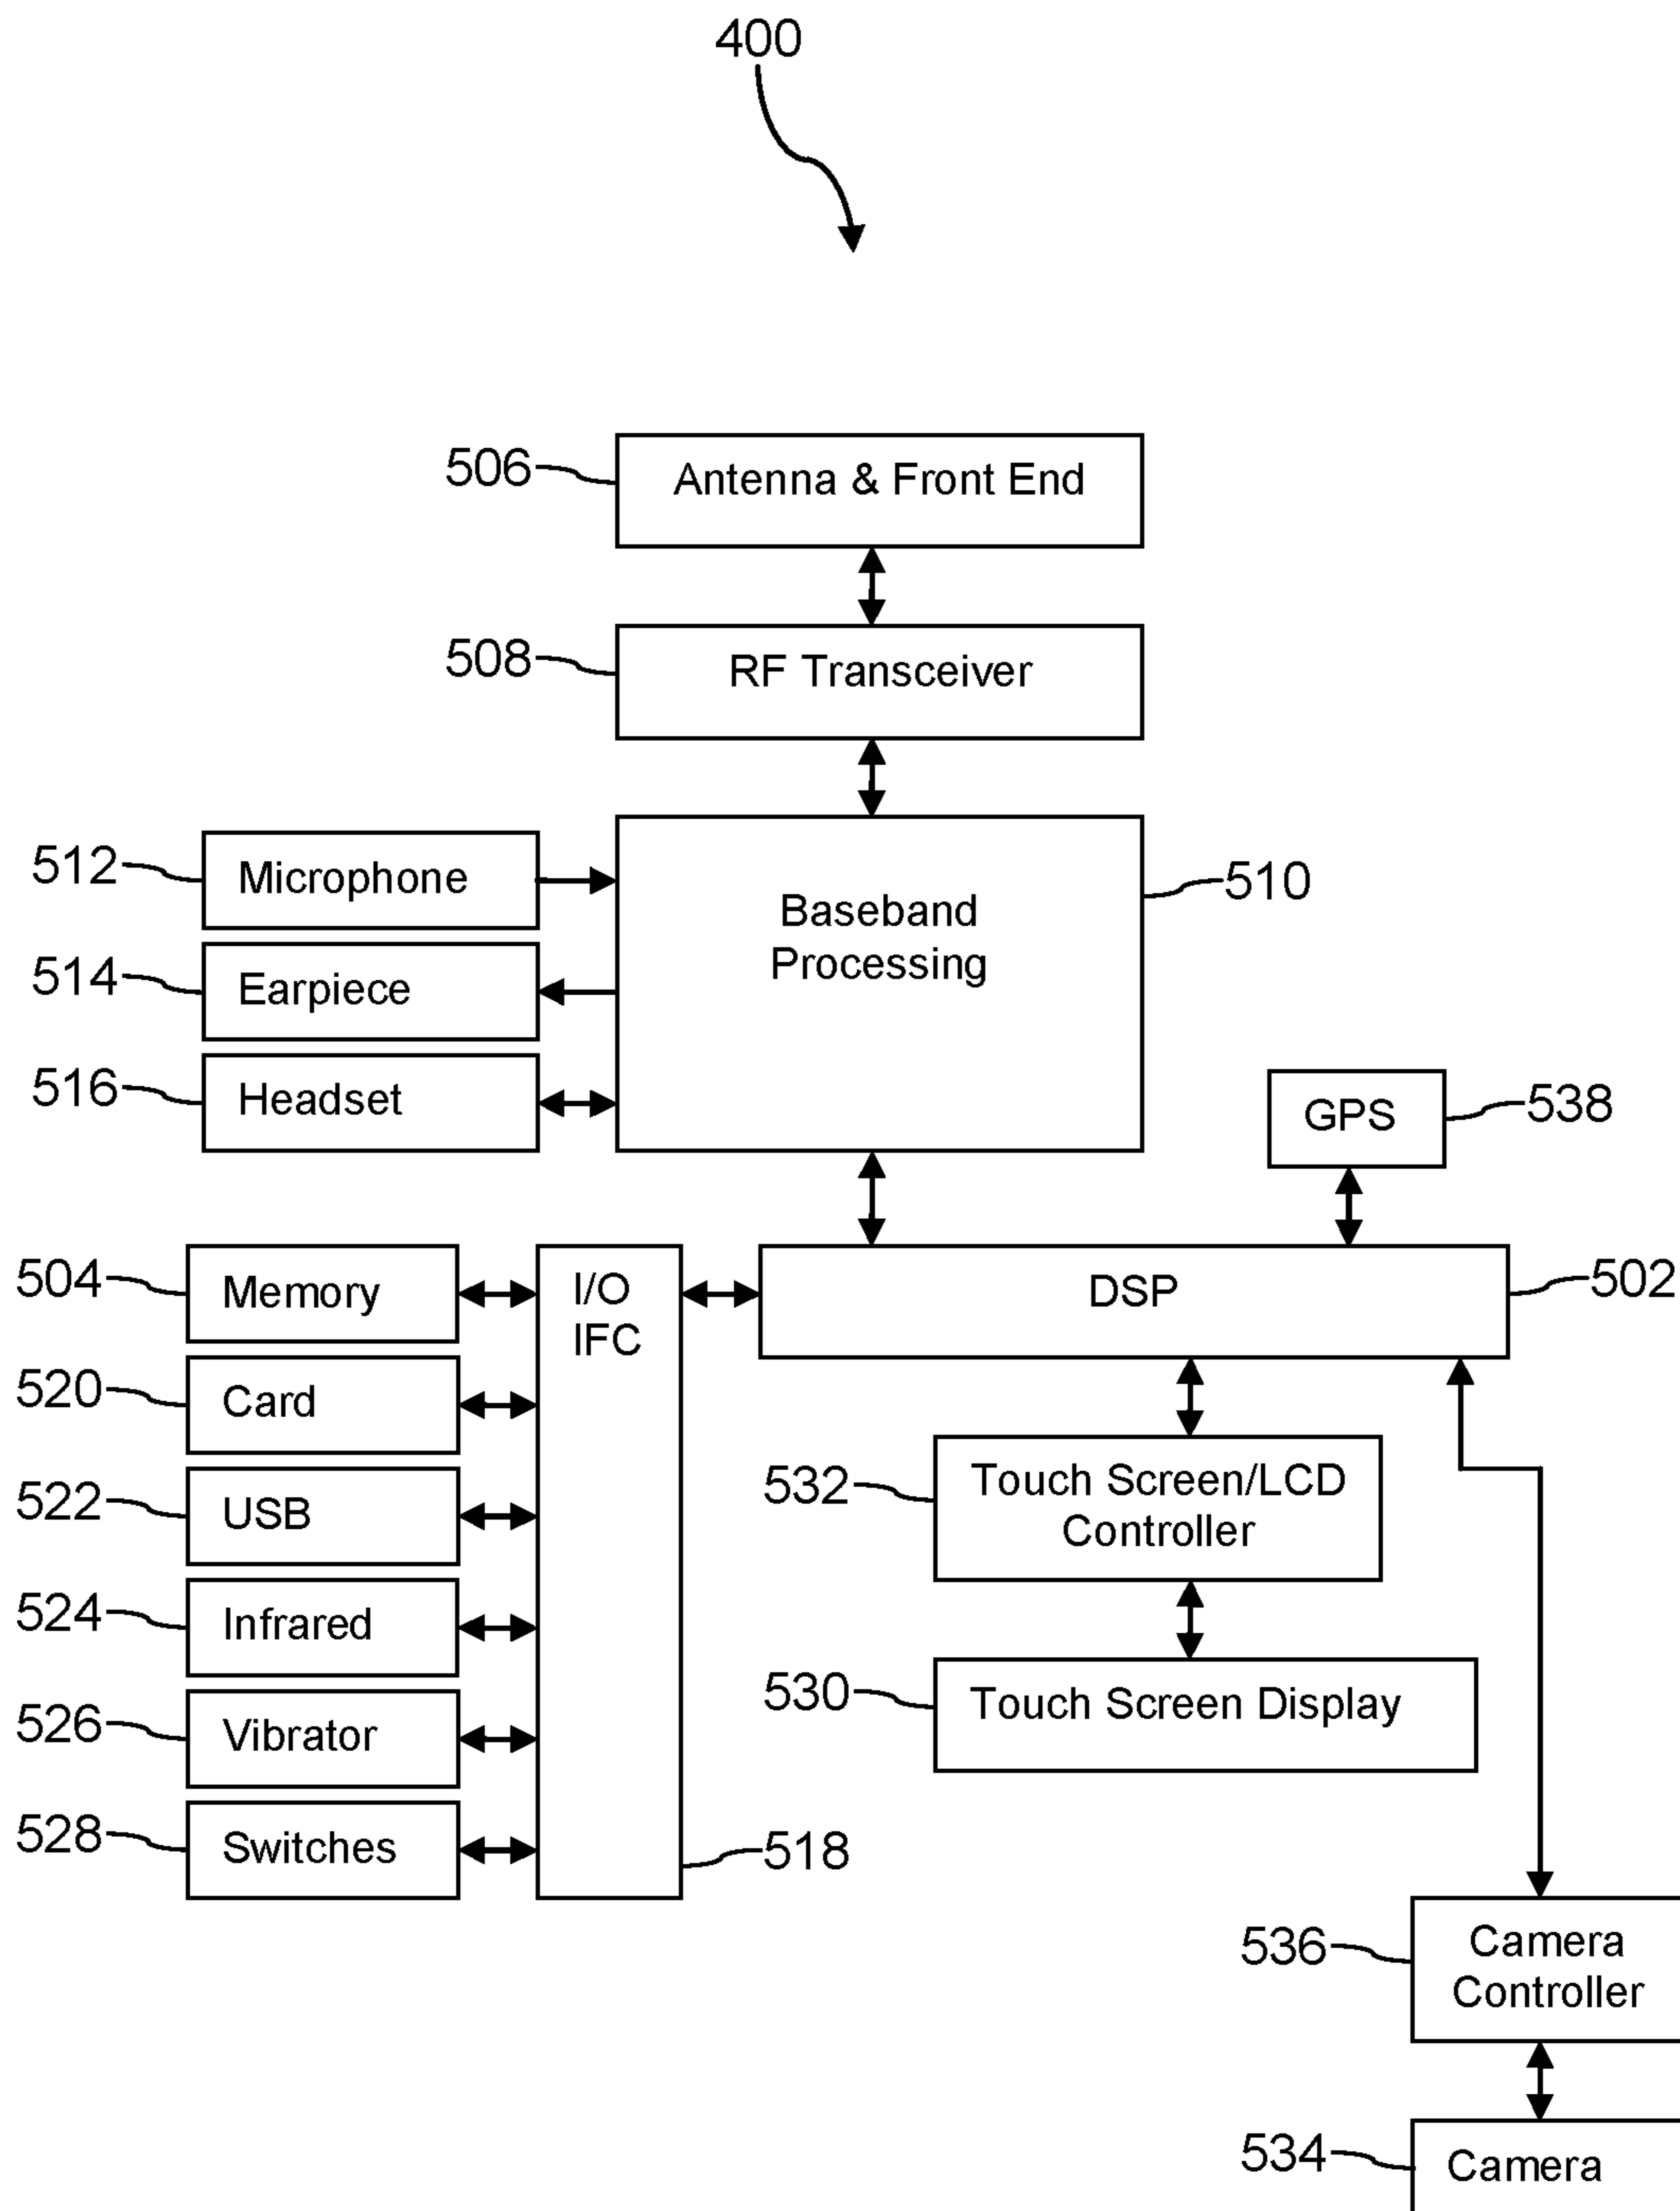 400
506
Antenna & Front End
508
RF Transceiver
512
Microphone
Baseband
Processing
510
514
Earpiece
516
Headset
GPS
538
504
Memory
I/O
IFC
DSP
502
520
Card
522
USB
532
Touch Screen/LCD
Controller
524
Infrared
526
Vibrator
530
Touch Screen Display
528
Switches
518
536
Camera
Controller
534
Camera